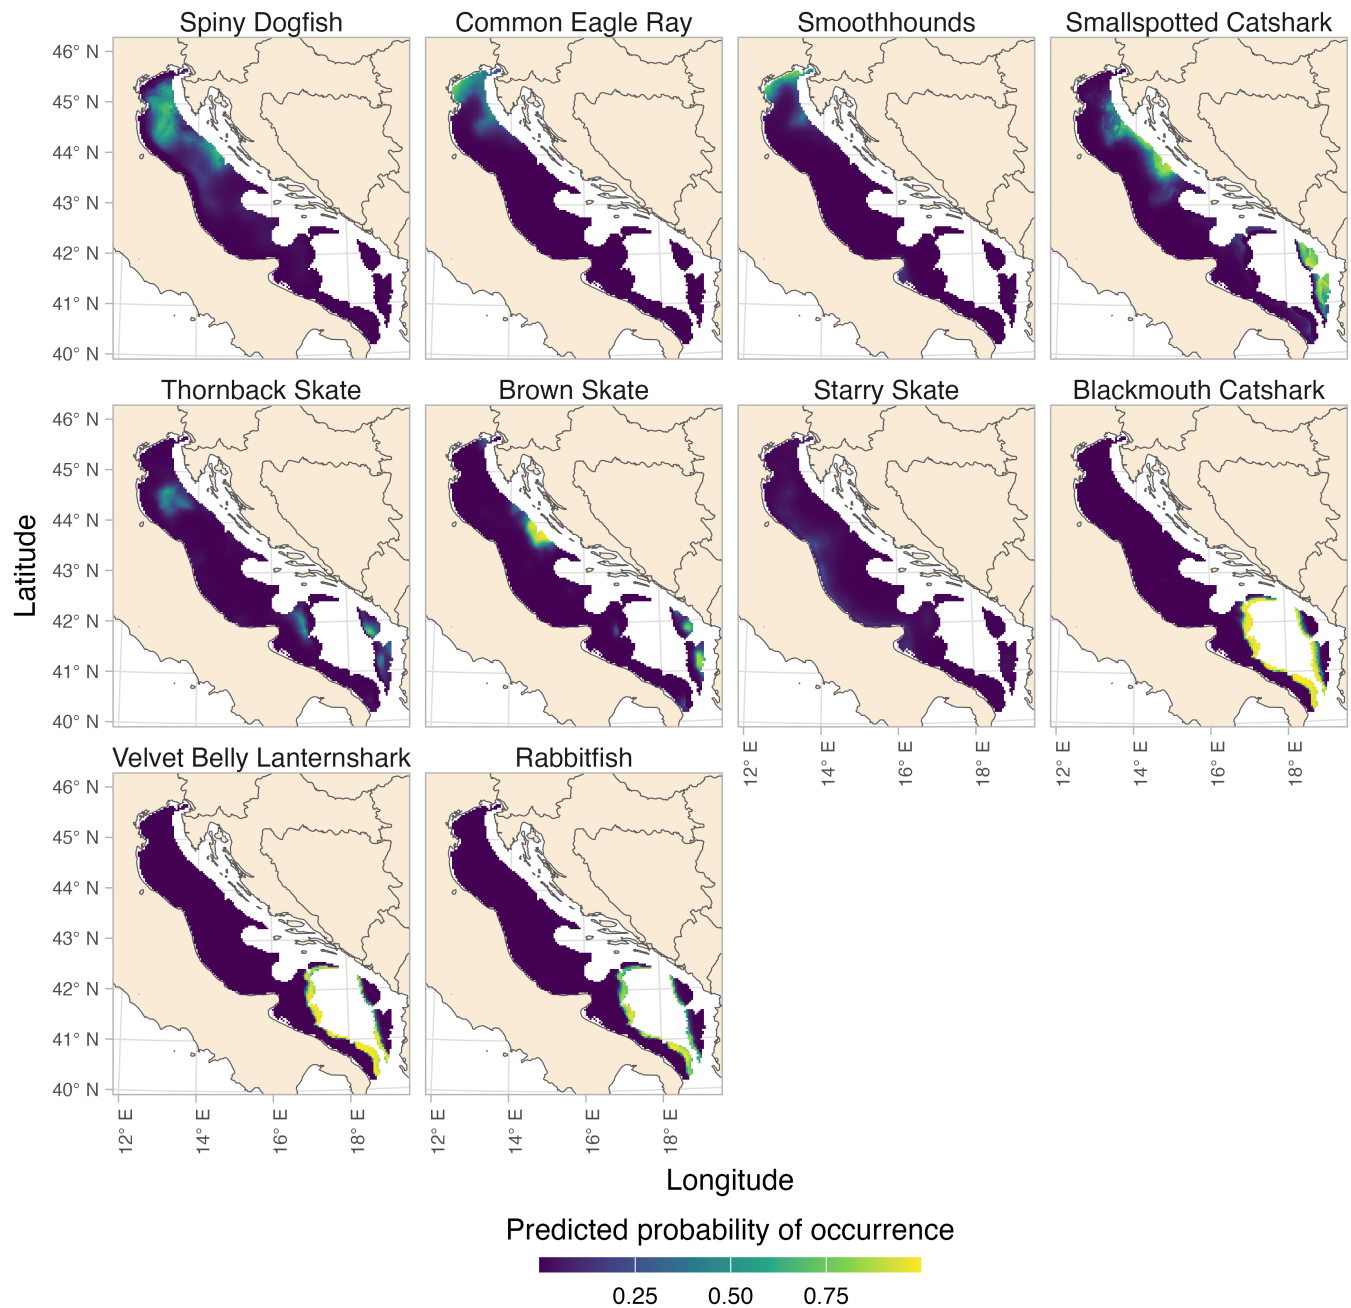 Spiny Dogfish Common Eagle Ray Smoothhounds Smallspotted Catshark
46° N
45° N
44° N
43° N
42° N
41° N
40° N
Thornback Skate Brown Skate Starry Skate Blackmouth Catshark
46° N
45° N
44° N
43° N
42° N
41° N
40° N
12° E 14° E 16° E 18° E 12° E 14° E 16° E 18° E
Velvet Belly Lanternshark Rabbitfish
46° N
45° N
44° N
43° N
42° N
41° N
40° N
12° E 14° E 16° E 18° E 12° E 14° E 16° E 18° E
Latitude
Longitude
Predicted probability of occurrence
0.25 0.50 0.75